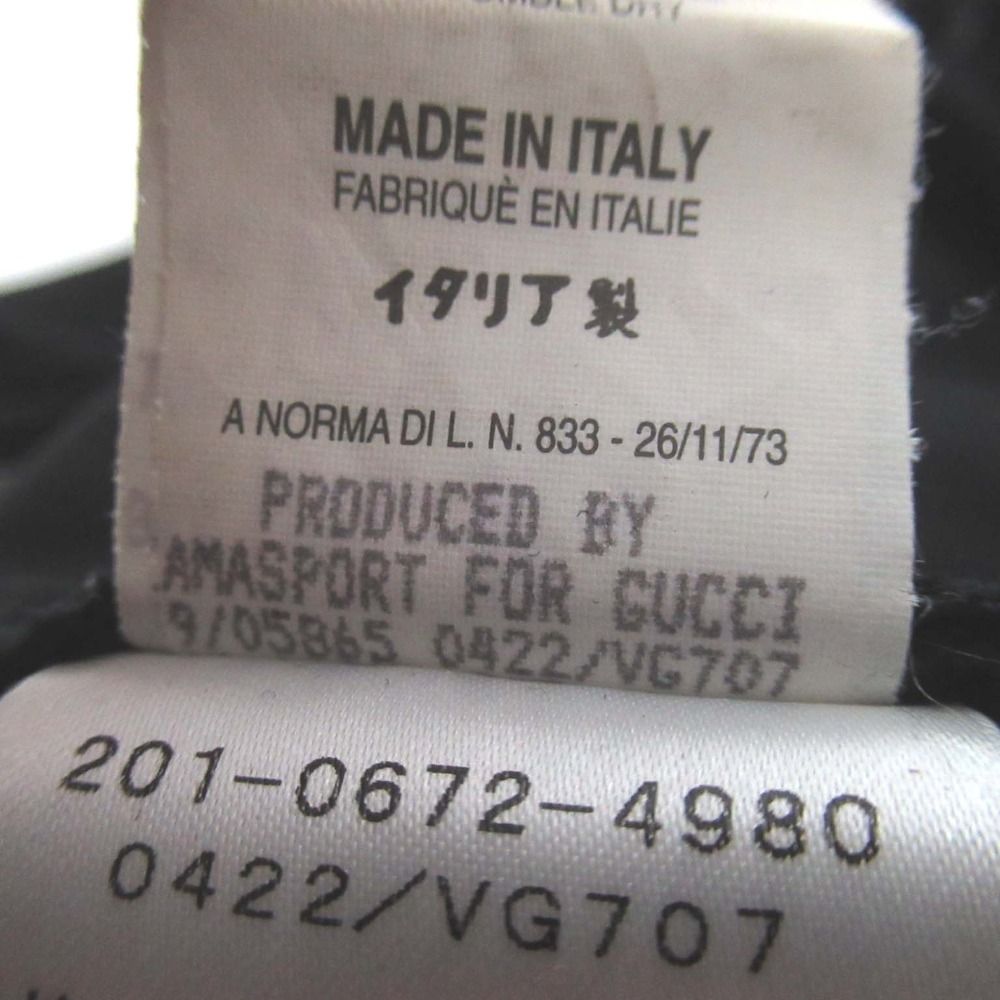 DRY
MADE IN ITALY
FABRIQUÈ EN ITALIE
イタリア製
A NORMA DI L. N. 833 - 26/11/73
PRODUCED BY
AMASPORT FOR GUCCI
9/05865 0422/VG707
201-0672-4980
0422/VG707